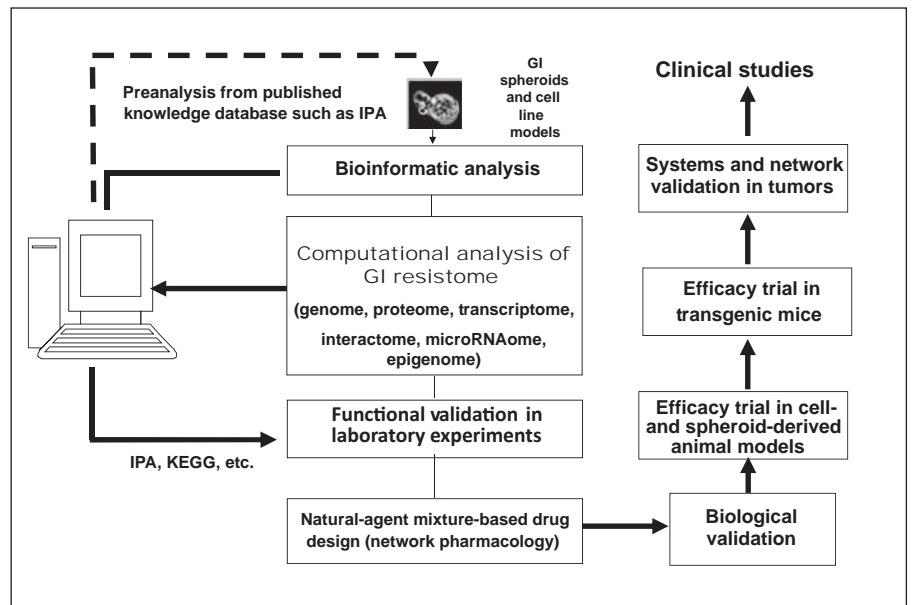 Preanalysis from published
knowledge database such as IPA
GI
spheroids
and cell
line
models
Bioinformatic analysis
Computational analysis of
GI resistome
(genome, proteome, transcriptome,
interactome, microRNAome,
epigenome)
Functional validation in
laboratory experiments
IPA, KEGG, etc.
Natural-agent mixture-based drug
design (network pharmacology)
Biological
validation
Efficacy trial in cell-
and spheroid-derived
animal models
Efficacy trial in
transgenic mice
Systems and network
validation in tumors
Clinical studies